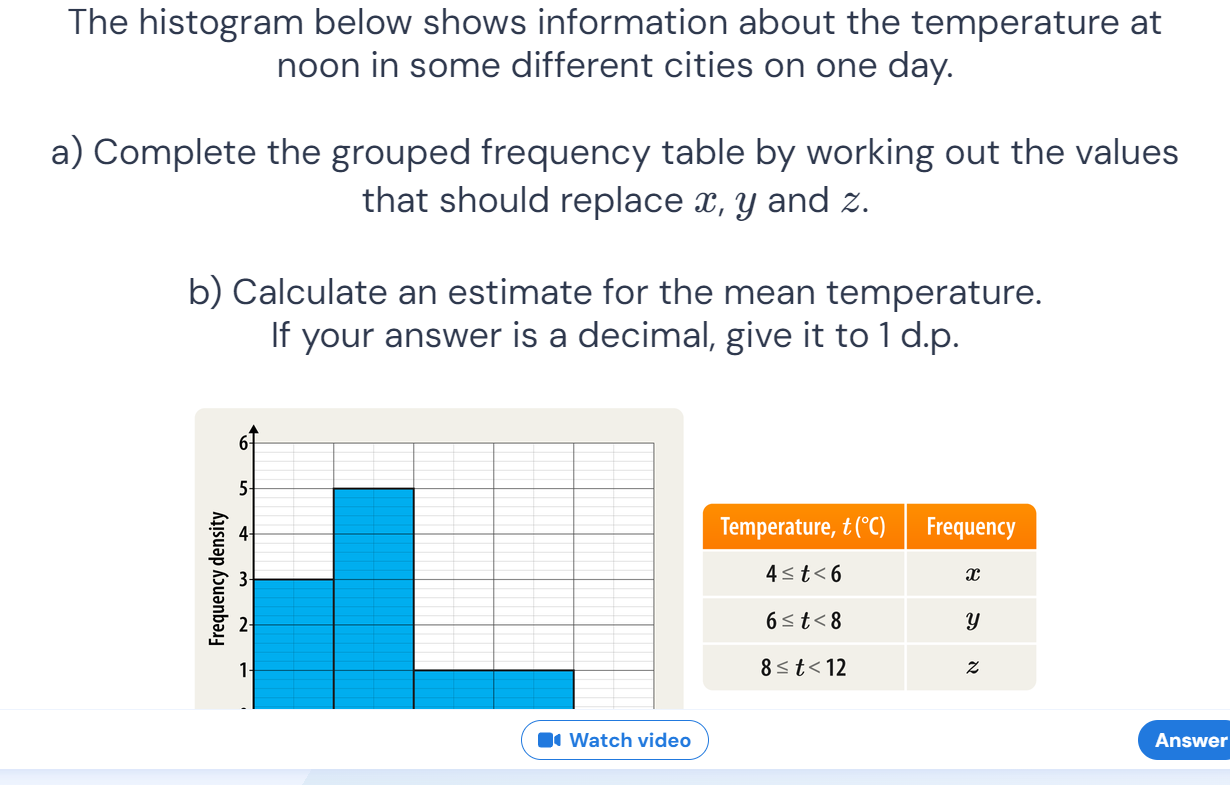 The histogram below shows information about the temperature at
noon in some different cities on one day.
a) Complete the grouped frequency table by working out the values
that should replace x, y and z.
b) Calculate an estimate for the mean temperature.
If your answer is a decimal, give it to 1 d.p.
Frequency density
6
5
4
3
2
1
Temperature, t (°C) Frequency
4 ≤ t < 6 x
6 ≤ t < 8 y
8 ≤ t < 12 z
Watch video
Answer